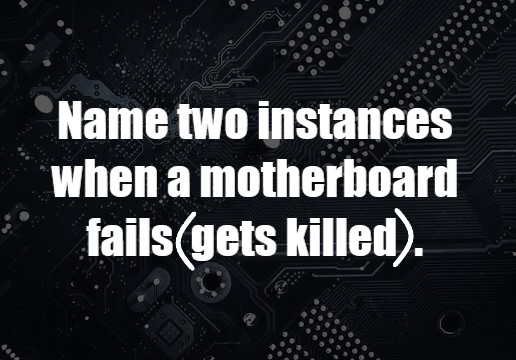 Name two instances
when a motherboard
fails(gets killed).